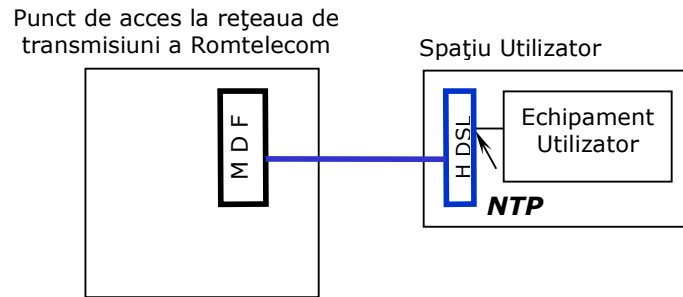 Punct de acces la reţeaua de
transmisiuni a Romtelecom
Spaţiu Utilizator
M D F
H DSL
Echipament
Utilizator
NTP